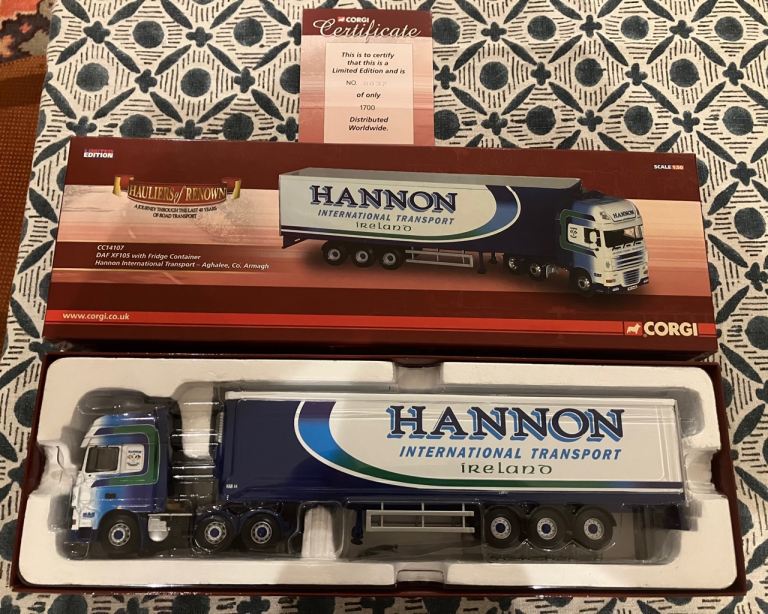 CORGI
Certificate
This is to certify
that this is a
Limited Edition and is
NO.
of only
1700
Distributed
Worldwide.
LIMITED
EDITION
SCALE 1:50
HAULIERS of RENOWN
A JOURNEY THROUGH THE LAST 40 YEARS
OF ROAD TRANSPORT
CC14107
DAF XF105 with Fridge Container
Hannon International Transport – Aghalee, Co. Armagh
HANNON
INTERNATIONAL TRANSPORT
ireland
HANNON
www.corgi.co.uk
CORGI
HANNON
INTERNATIONAL TRANSPORT
ireland